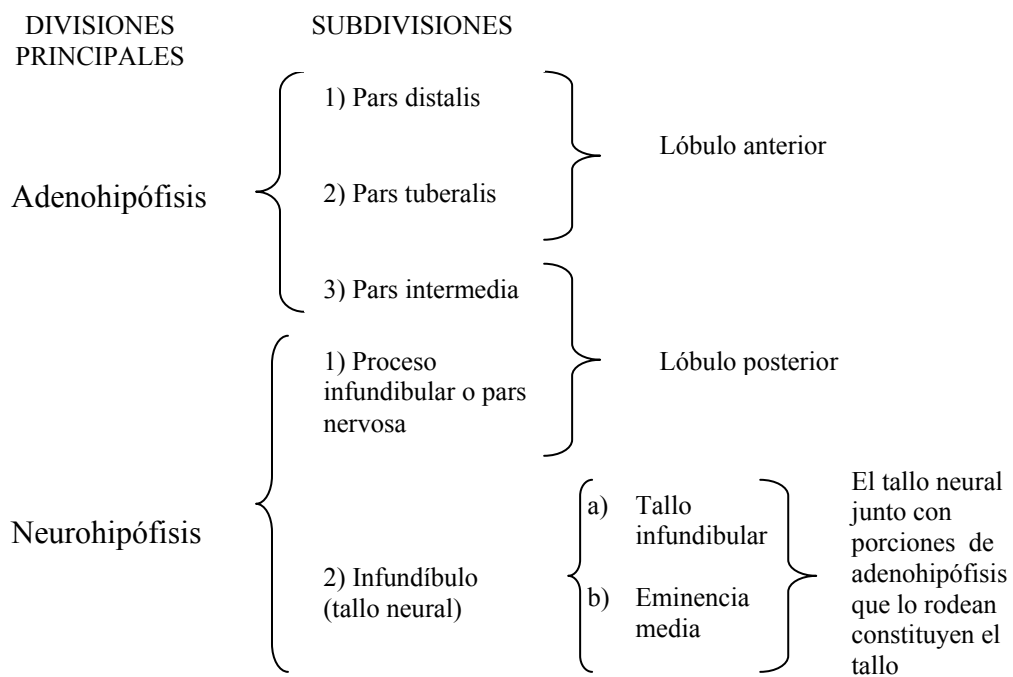 DIVISIONES
PRINCIPALES
SUBDIVISIONES
Adenohipófisis
1) Pars distalis
2) Pars tuberalis
3) Pars intermedia
Lóbulo anterior
Lóbulo posterior
Neurohipófisis
1) Proceso
infundibular o pars
nervosa
2) Infundíbulo
(tallo neural)
a) Tallo
infundibular
b) Eminencia
media
El tallo neural
junto con
porciones de
adenohipófisis
que lo rodean
constituyen el
tallo